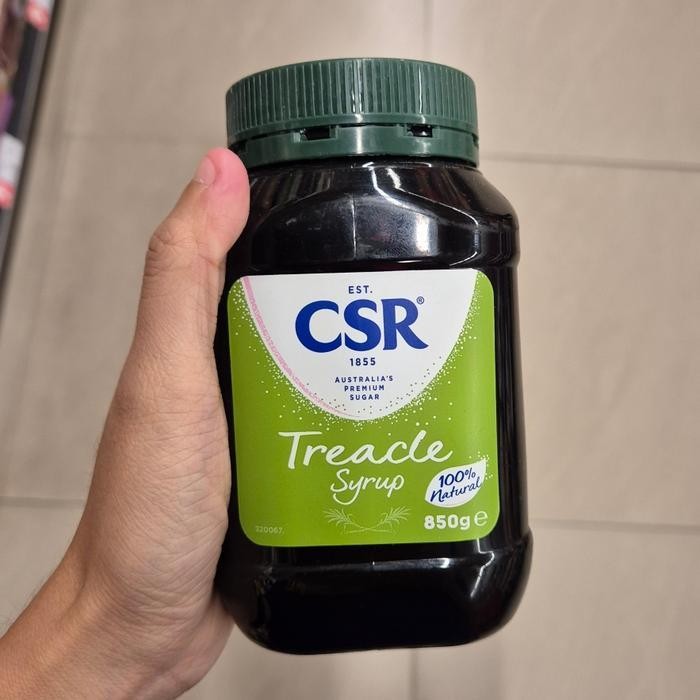 EST.
CSR®
1855
AUSTRALIA'S
PREMIUM
SUGAR
Treacle
Syrup
100%
Natural
850g e
320067.